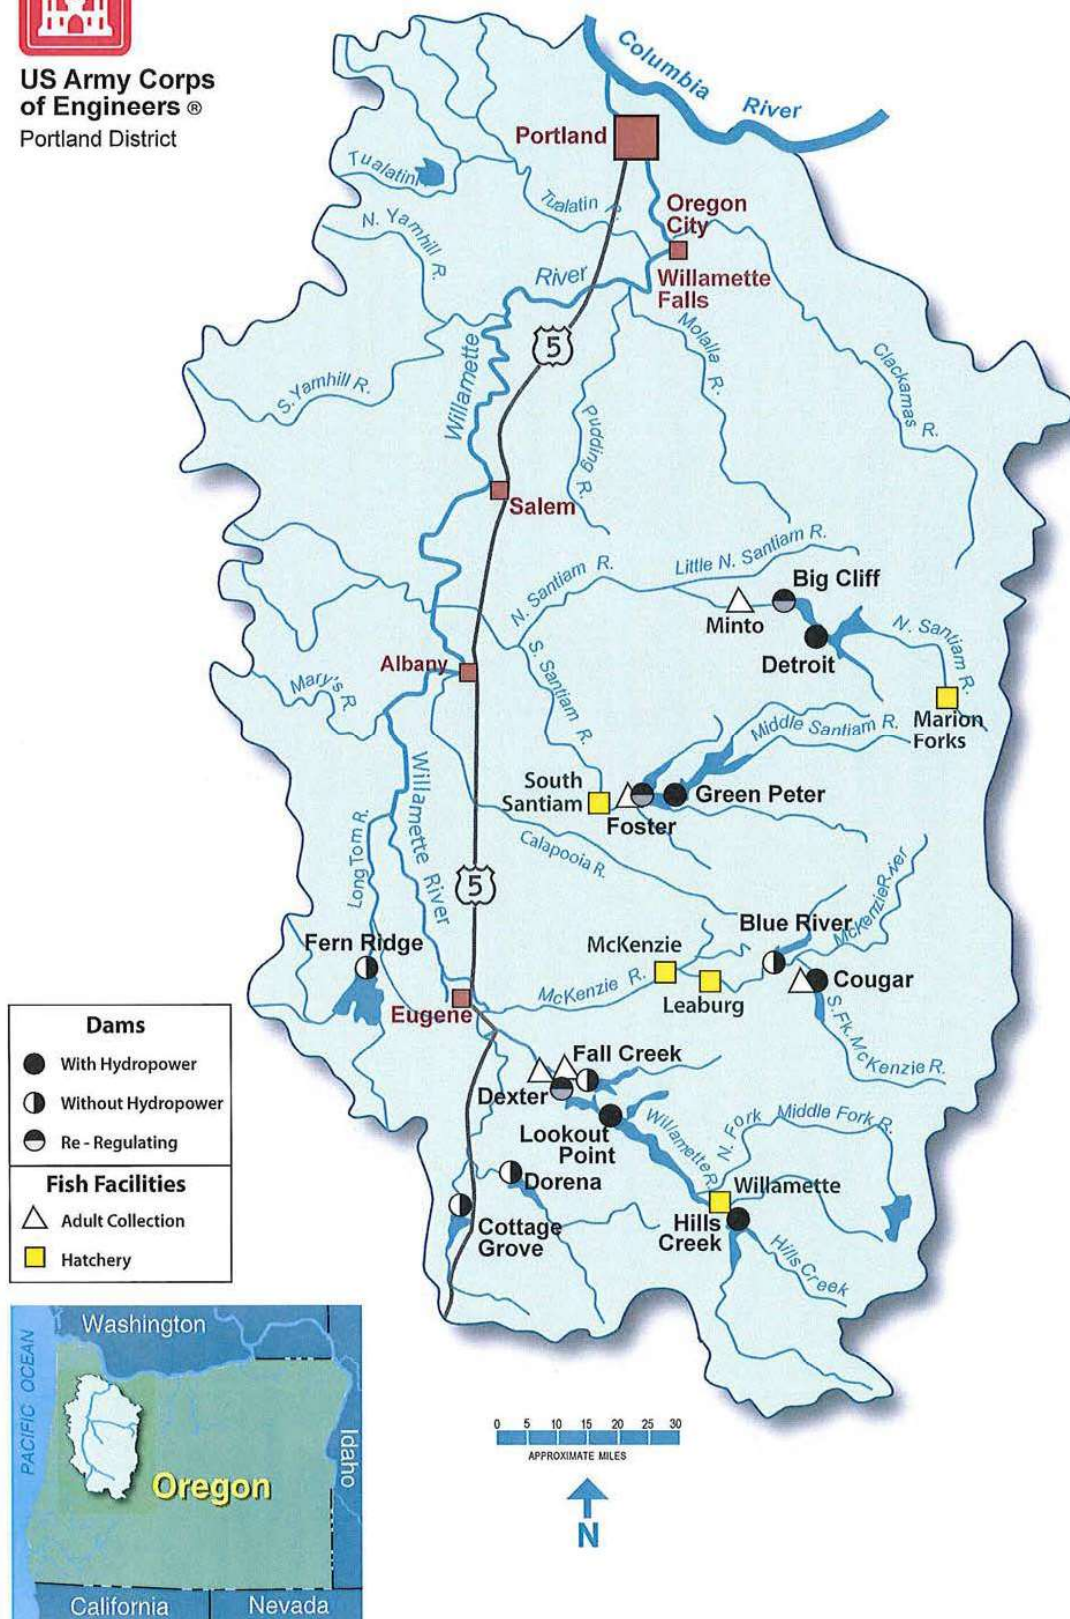 US Army Corps
of Engineers ®
Portland District
Columbia
River
Portland
Tualatin
Tualatin R.
Oregon
City
N. Yamhill
R.
River
Willamette
Falls
5
Molalla R.
Willamette
Clackamas
R.
S. Yamhill R.
Pudding R.
Salem
Little N. Santiam R.
N. Santiam R.
Big Cliff
Minto
N. Santiam R.
Detroit
S. Santiam R.
Albany
Mary's R.
Marion
Forks
Middle Santiam R.
Willamette River
South
Santiam
Green Peter
Foster
Long Tom R.
Calapooia R.
5
McKenzie River
Blue River
Fern Ridge
McKenzie
Cougar
McKenzie R.
Leaburg
Eugene
S. Fk. McKenzie R.
Fall Creek
Dexter
Lookout
Point
Willamette R.
N. Fork Middle Fork R.
Dorena
Willamette
Cottage
Grove
Hills
Creek
Hills Creek
Dams
With Hydropower
Without Hydropower
Re - Regulating
Fish Facilities
Adult Collection
Hatchery
Washington
PACIFIC OCEAN
Idaho
Oregon
California
Nevada
0 5 10 15 20 25 30
APPROXIMATE MILES
N